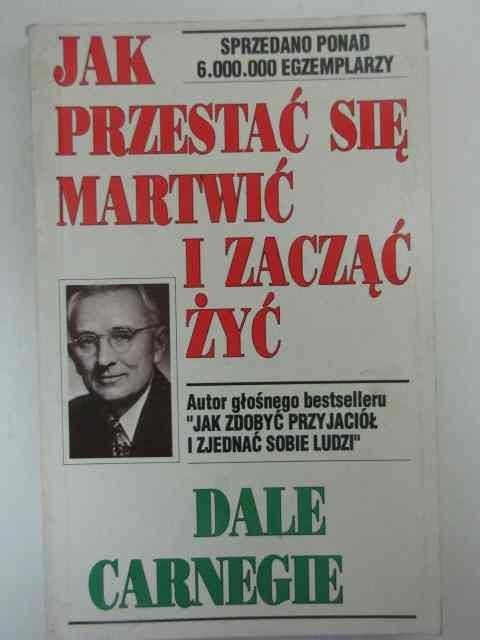 JAK
SPRZEDANO PONAD
6.000.000 EGZEMPLARZY
PRZESTAĆ SIĘ
MARTWIĆ
I ZACZĄĆ
ŻYĆ
Autor głośnego bestselleru
"JAK ZDOBYĆ PRZYJACIÓŁ
I ZJEDNAĆ SOBIE LUDZI"
DALE
CARNEGIE